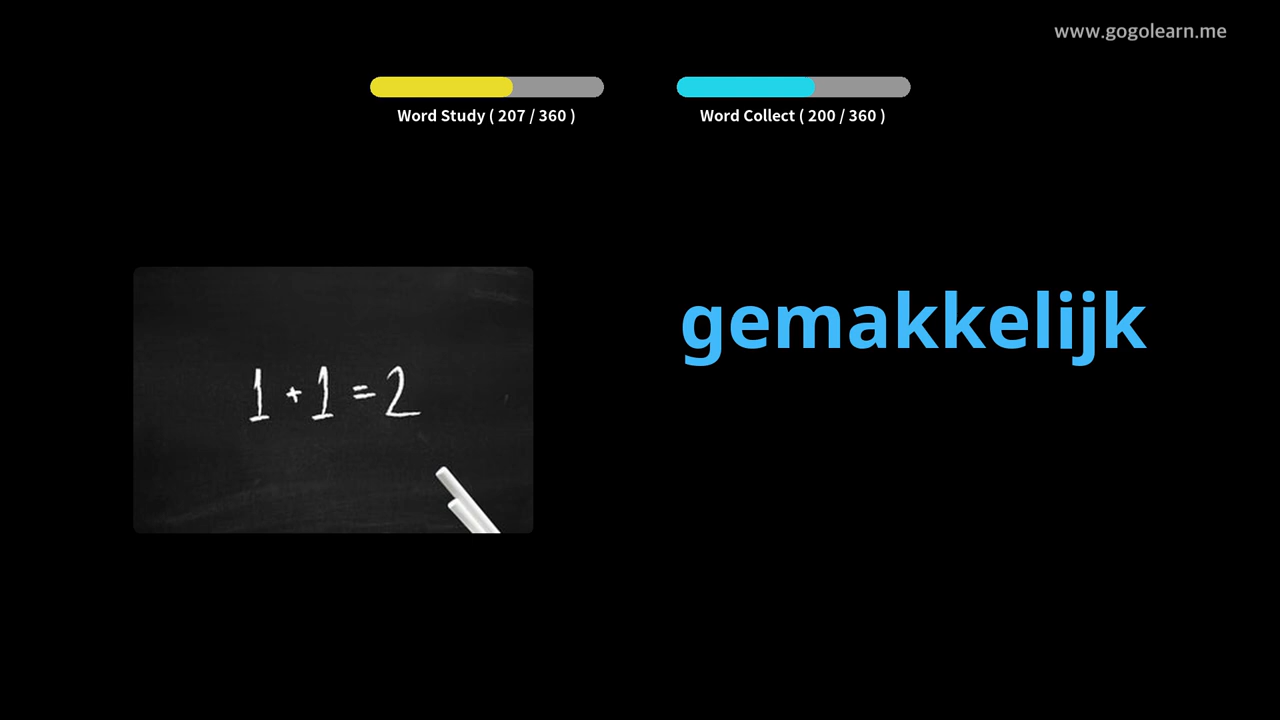 www.gogolearn.me
Word Study ( 207 / 360 )
Word Collect ( 200 / 360 )
gemakkelijk
1 + 1 = 2